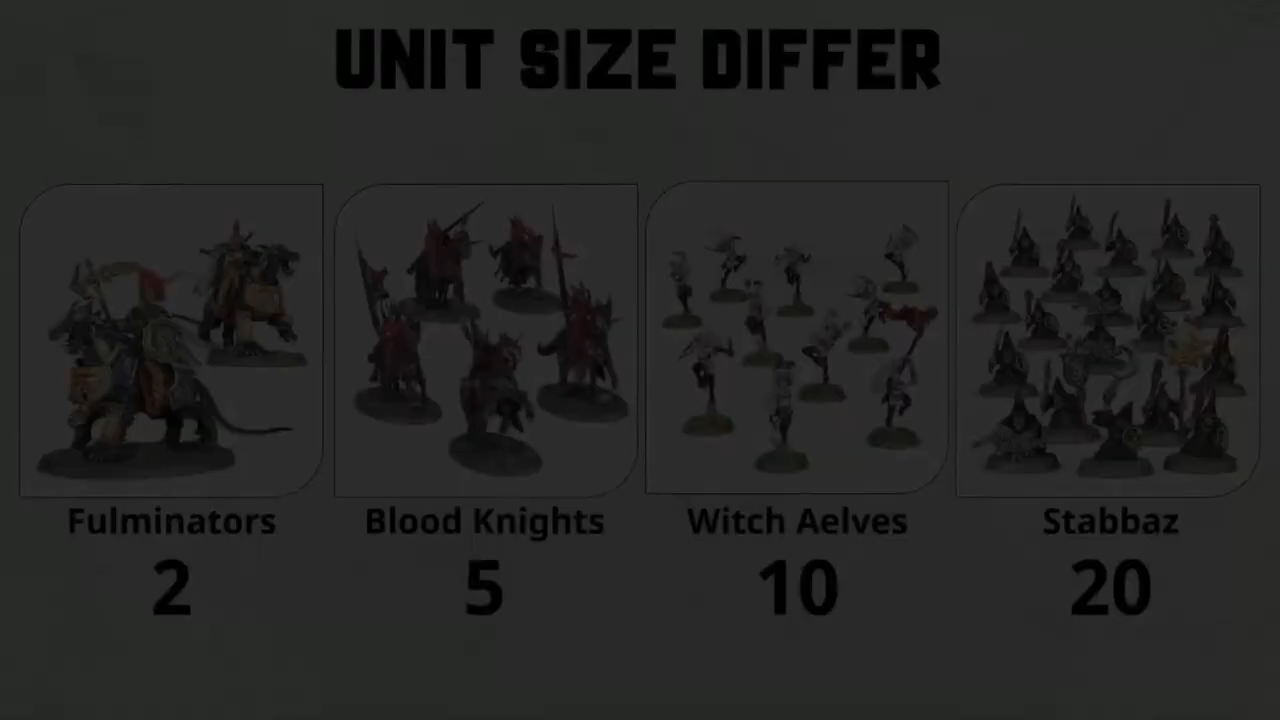 UNIT SIZE DIFFER
Fulminators
2
Blood Knights
5
Witch Aelves
10
Stabbaz
20